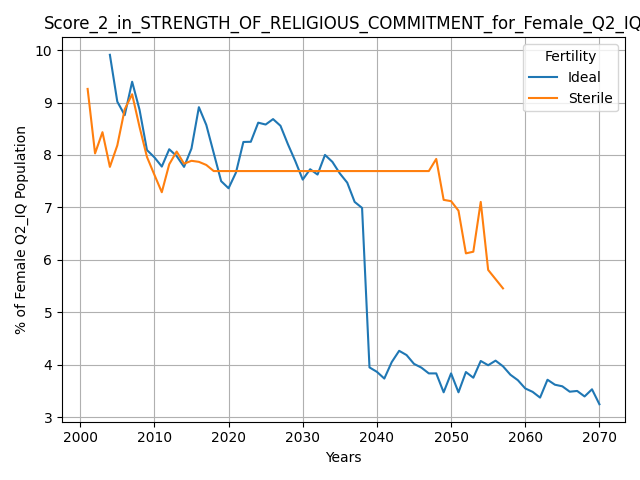 Score_2_in_STRENGTH_OF_RELIGIOUS_COMMITMENT_for_Female_Q2_IQ
Fertility
Ideal
Sterile
% of Female Q2_IQ Population
10
9
8
7
6
5
4
3
2000 2010 2020 2030 2040 2050 2060 2070
Years